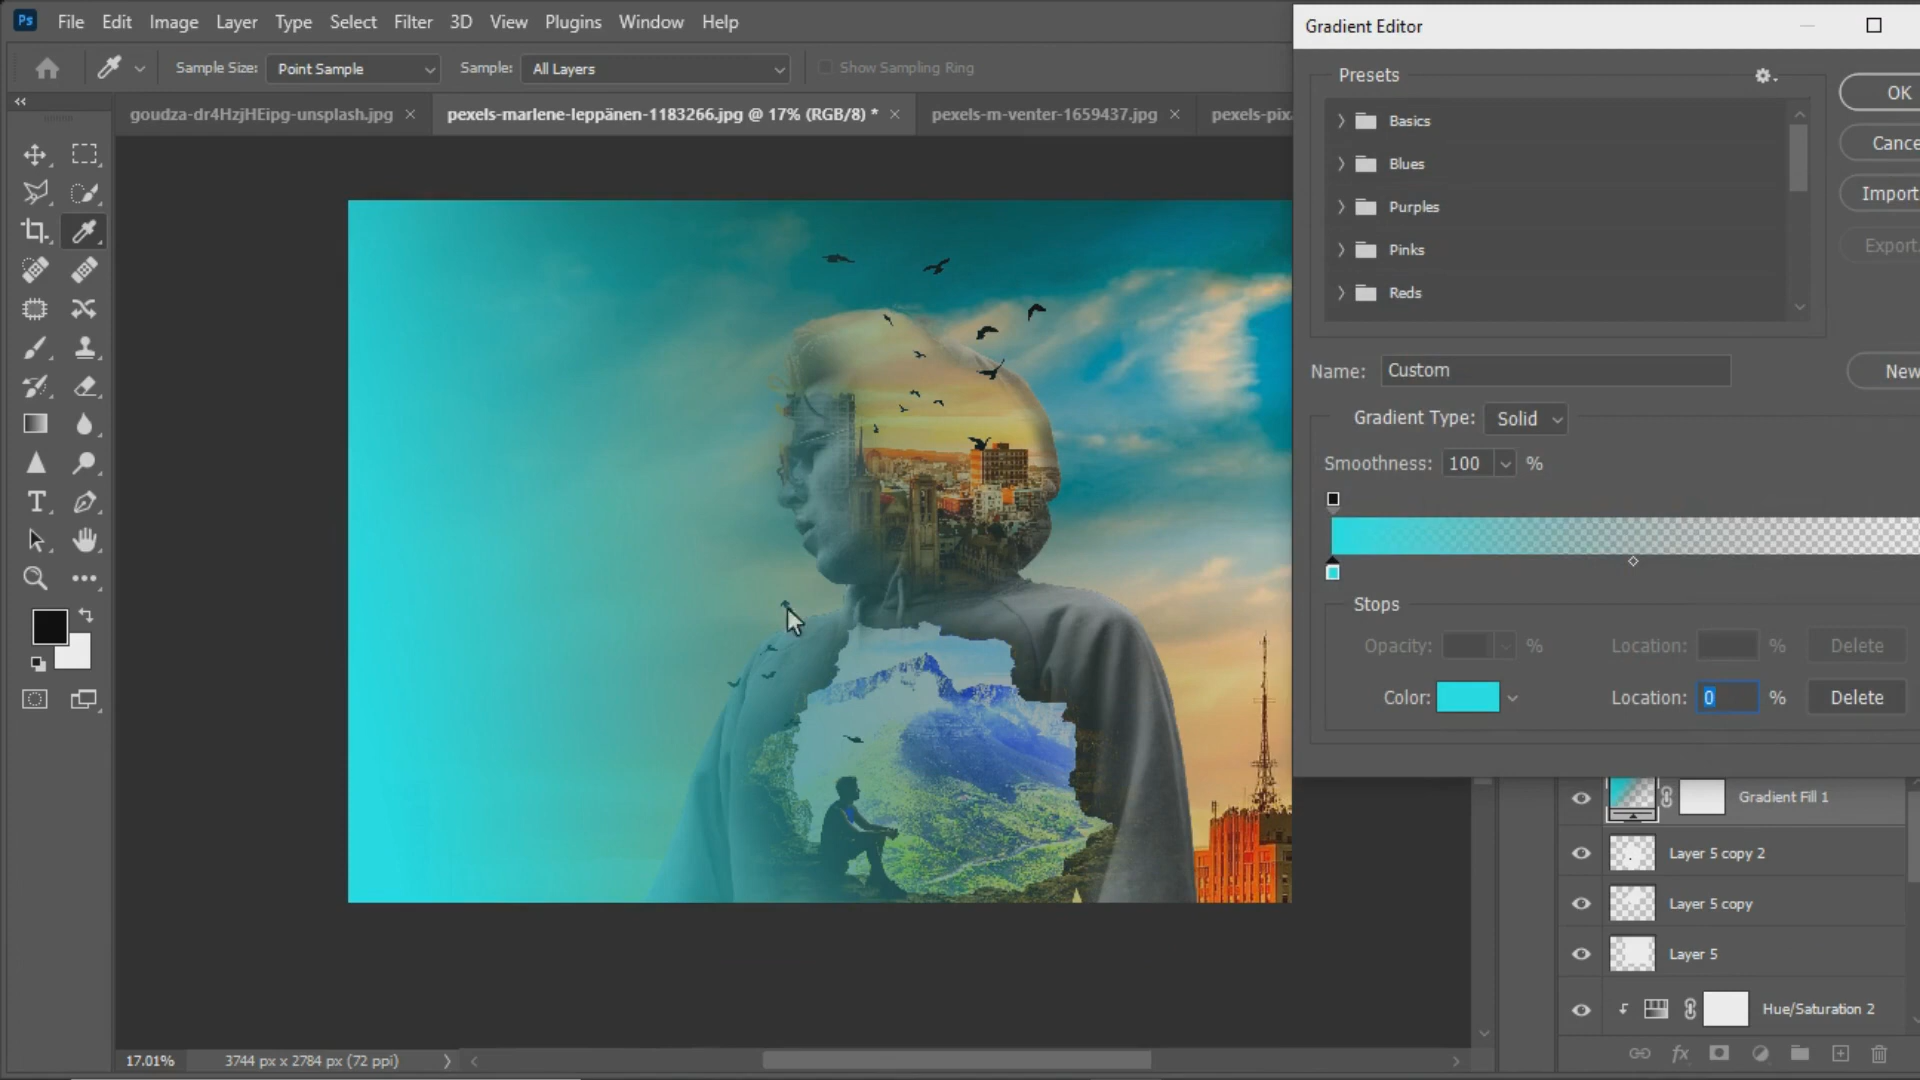 Ps File Edit Image Layer Type Select Filter 3D View Plugins Window Help
Gradient Editor
Sample Size: Point Sample Sample: All Layers Show Sampling Ring
goudza-dr4HzjHEipg-unsplash.jpg
pexels-marlene-leppänen-1183266.jpg @ 17% (RGB/8) *
pexels-m-venter-1659437.jpg
pexels-pix
Presets
OK
Basics
Cance
Blues
Import
Purples
Export
Pinks
Reds
Name: Custom
New
Gradient Type: Solid
Smoothness: 100 %
Stops
Opacity: % Location: % Delete
Color: Location: 0 % Delete
Gradient Fill 1
Layer 5 copy 2
Layer 5 copy
Layer 5
Hue/Saturation 2
fx
17.01% 3744 px x 2784 px (72 ppi)